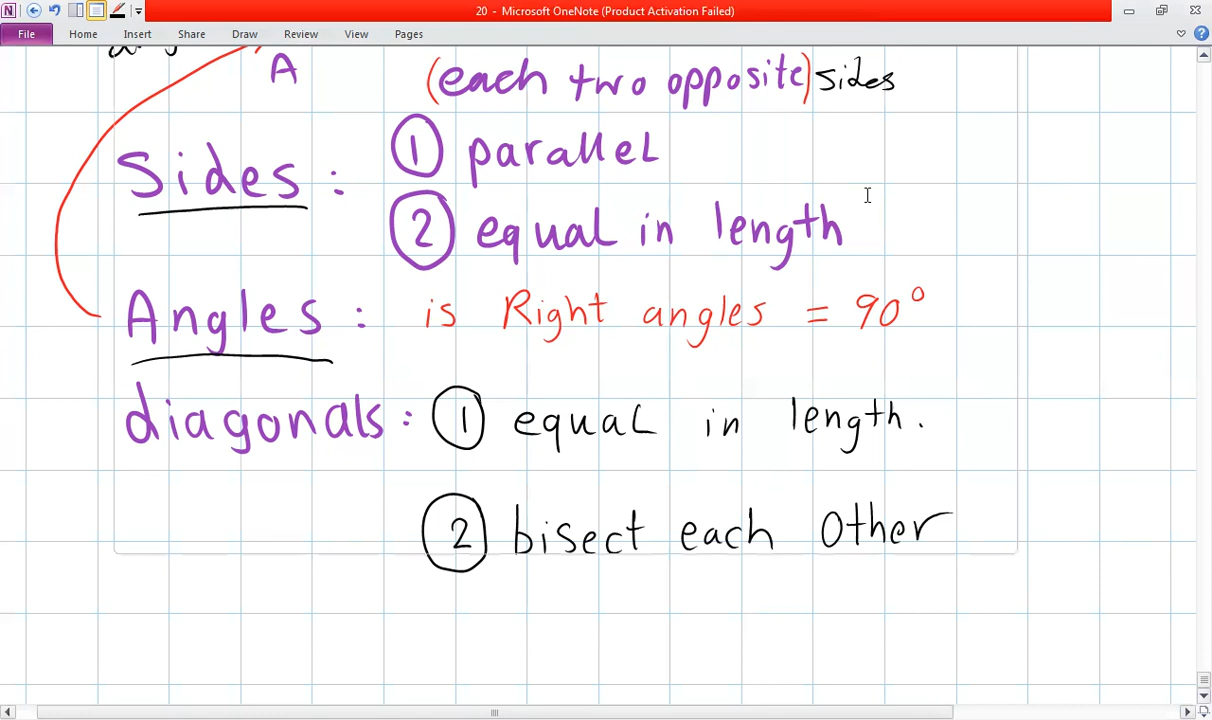 20 - Microsoft OneNote (Product Activation Failed)
File Home Insert Share Draw Review View Pages
A
(each two opposite) sides
Sides : ① parallel
② equal in length
Angles : is Right angles = 90°
diagonals : ① equal in length.
② bisect each Other